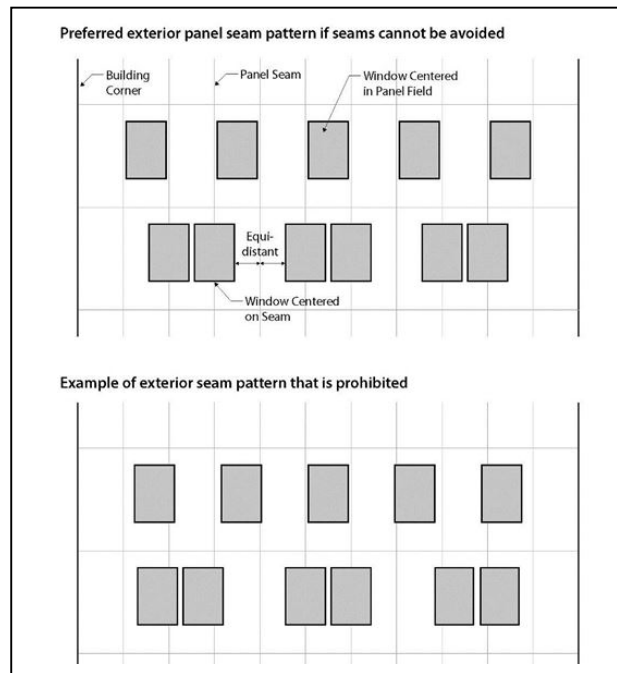 Preferred exterior panel seam pattern if seams cannot be avoided
Building
Corner
Panel Seam
Window Centered
in Panel Field
Equi-
distant
Window Centered
on Seam
Example of exterior seam pattern that is prohibited